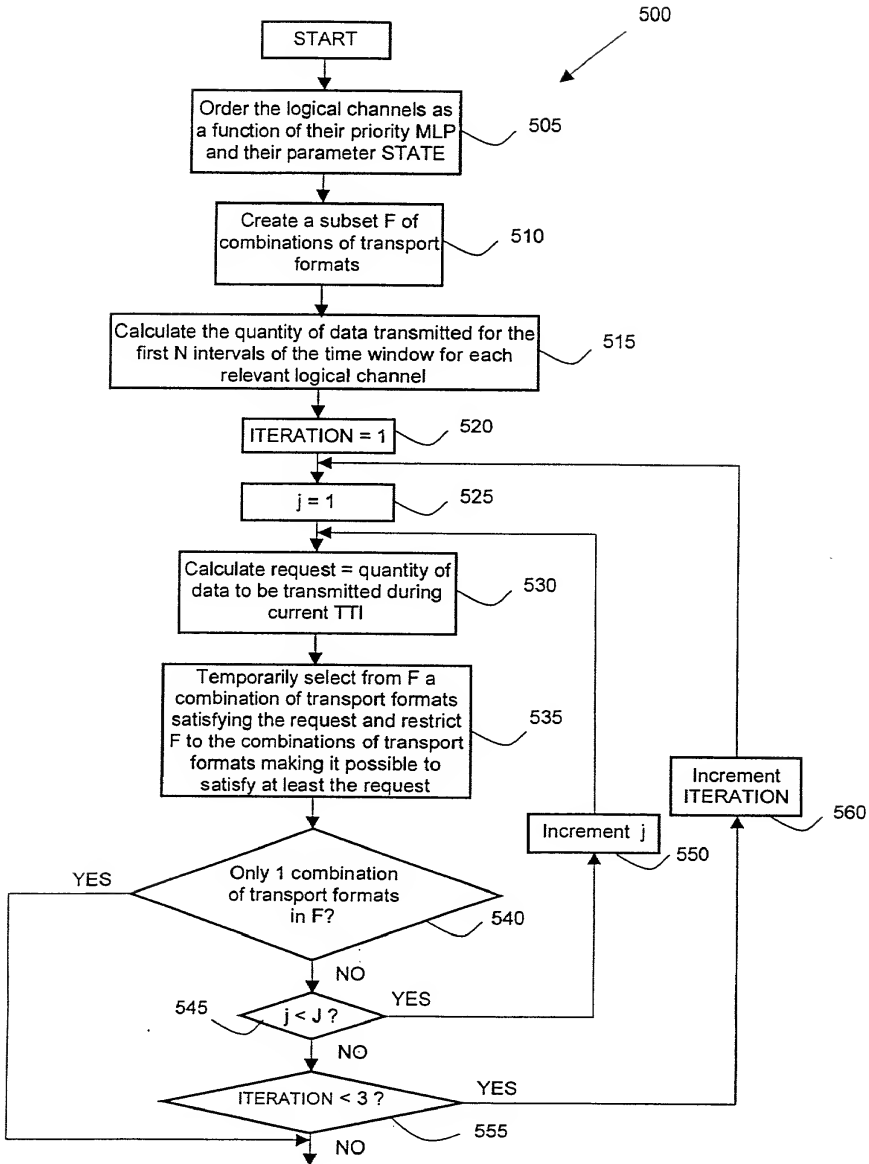 500
START
Order the logical channels as
a function of their priority MLP
and their parameter STATE
505
Create a subset F of
combinations of transport
formats
510
Calculate the quantity of data transmitted for the
first N intervals of the time window for each
relevant logical channel
515
ITERATION = 1
520
j = 1
525
Calculate request = quantity of
data to be transmitted during
current TTI
530
Temporarily select from F a
combination of transport formats
satisfying the request and restrict
F to the combinations of transport
formats making it possible to
satisfy at least the request
535
Increment
ITERATION
560
Increment j
550
YES
Only 1 combination
of transport formats
in F?
540
NO
545
j < J ?
YES
NO
ITERATION < 3 ?
YES
555
NO